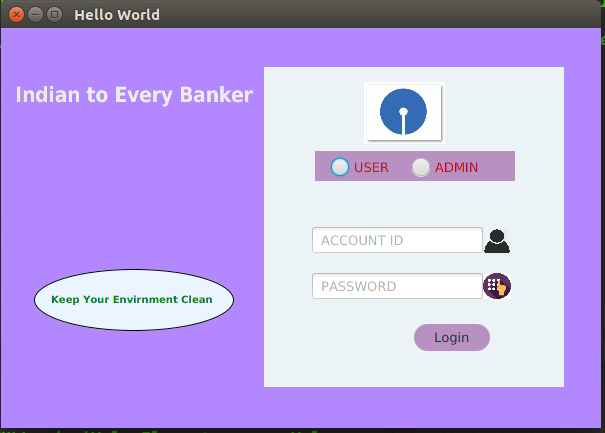 Hello World
Indian to Every Banker
USER ADMIN
ACCOUNT ID
PASSWORD
Keep Your Envirnment Clean
Login